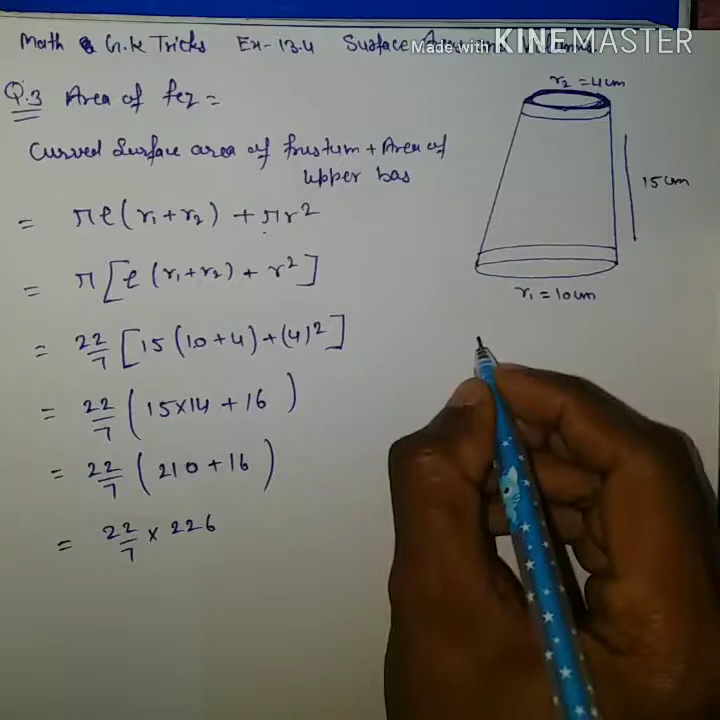 Math & G.K Tricks Ex-13.4 Surface
Made with KINEMASTER
Q.3 Area of fez =
r₂ = 4cm
Curved Surface area of frustum + Area of
upper bas
15cm
= πl(r₁+r₂) + πr²
= π[l(r₁+r₂) + r²]
r₁ = 10cm
= 22/7 [15(10+4)+(4)²]
= 22/7 (15×14 + 16)
= 22/7 (210+16)
= 22/7 × 226